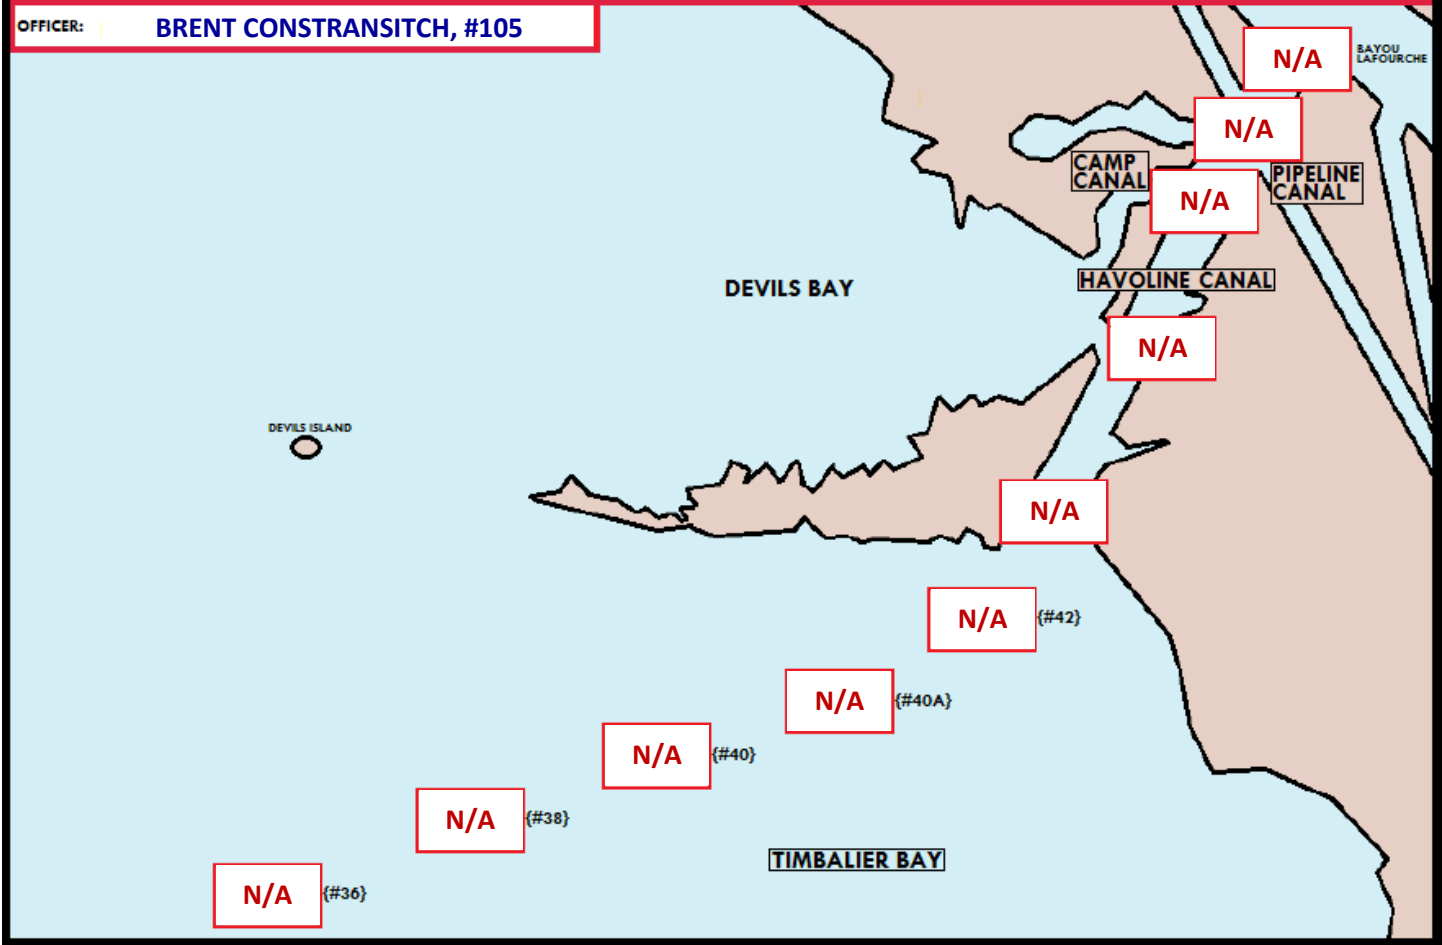 OFFICER: BRENT CONSTRANSITCH, #105
N/A
BAYOU
LAFOURCHE
N/A
CAMP
CANAL
PIPELINE
CANAL
N/A
HAVOLINE CANAL
DEVILS BAY
N/A
DEVILS ISLAND
N/A
N/A {#42}
N/A {#40A}
N/A {#40}
N/A {#38}
TIMBALIER BAY
N/A {#36}